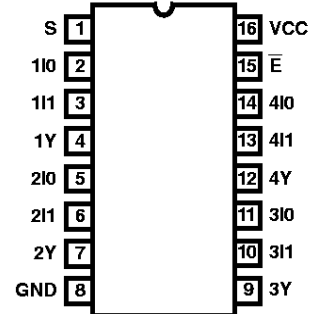 S 1 16 VCC
1I0 2 15 E̅
1I1 3 14 4I0
1Y 4 13 4I1
2I0 5 12 4Y
2I1 6 11 3I0
2Y 7 10 3I1
GND 8 9 3Y